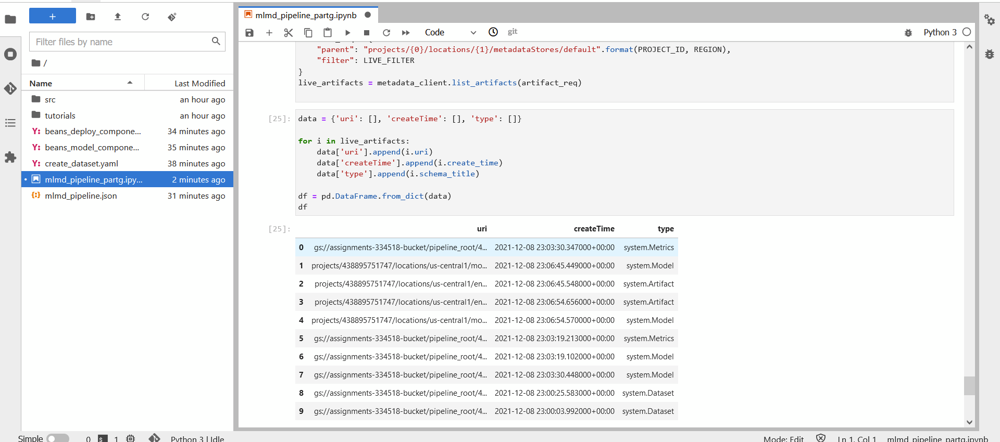 +
Filter files by name
/
Name Last Modified
src an hour ago
tutorials an hour ago
Y: beans_deploy_compone... 34 minutes ago
Y: beans_model_compone... 35 minutes ago
Y: create_dataset.yaml 38 minutes ago
• mlmd_pipeline_partg.ipy... 2 minutes ago
{:} mlmd_pipeline.json 31 minutes ago
mlmd_pipeline_partg.ipynb
Code git Python 3
"parent": "projects/{0}/locations/{1}/metadataStores/default".format(PROJECT_ID, REGION),
"filter": LIVE_FILTER
}
live_artifacts = metadata_client.list_artifacts(artifact_req)
[25]: data = {'uri': [], 'createTime': [], 'type': []}
for i in live_artifacts:
data['uri'].append(i.uri)
data['createTime'].append(i.create_time)
data['type'].append(i.schema_title)
df = pd.DataFrame.from_dict(data)
df
[25]: uri createTime type
0 gs://assignments-334518-bucket/pipeline_root/4... 2021-12-08 23:03:30.347000+00:00 system.Metrics
1 projects/438895751747/locations/us-central1/mo... 2021-12-08 23:06:45.449000+00:00 system.Model
2 projects/438895751747/locations/us-central1/en... 2021-12-08 23:06:45.548000+00:00 system.Artifact
3 projects/438895751747/locations/us-central1/en... 2021-12-08 23:06:54.656000+00:00 system.Artifact
4 projects/438895751747/locations/us-central1/mo... 2021-12-08 23:06:54.570000+00:00 system.Model
5 gs://assignments-334518-bucket/pipeline_root/4... 2021-12-08 23:03:19.213000+00:00 system.Metrics
6 gs://assignments-334518-bucket/pipeline_root/4... 2021-12-08 23:03:19.102000+00:00 system.Model
7 gs://assignments-334518-bucket/pipeline_root/4... 2021-12-08 23:03:30.448000+00:00 system.Model
8 gs://assignments-334518-bucket/pipeline_root/4... 2021-12-08 23:00:25.583000+00:00 system.Dataset
9 gs://assignments-334518-bucket/pipeline_root/4... 2021-12-08 23:00:03.992000+00:00 system.Dataset
Simple 0 $_ 1 Python 3 | Idle Mode: Edit Ln 1, Col 1 mlmd_pipeline_partg.ipynb